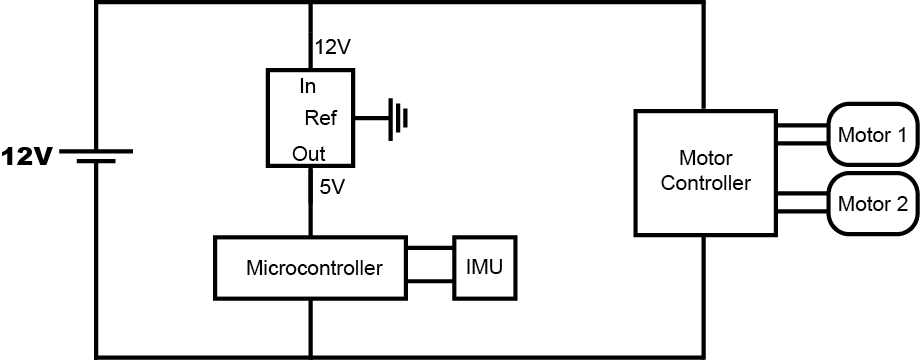 12V
12V
In
Ref
Out
5V
Microcontroller
IMU
Motor
Controller
Motor 1
Motor 2